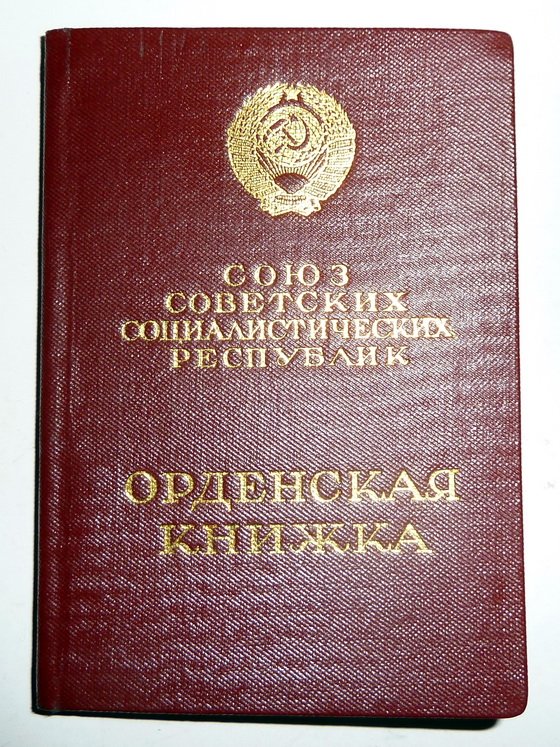 СОЮЗ
СОВЕТСКИХ
СОЦИАЛИСТИЧЕСКИХ
РЕСПУБЛИК
ОРДЕНСКАЯ
КНИЖКА